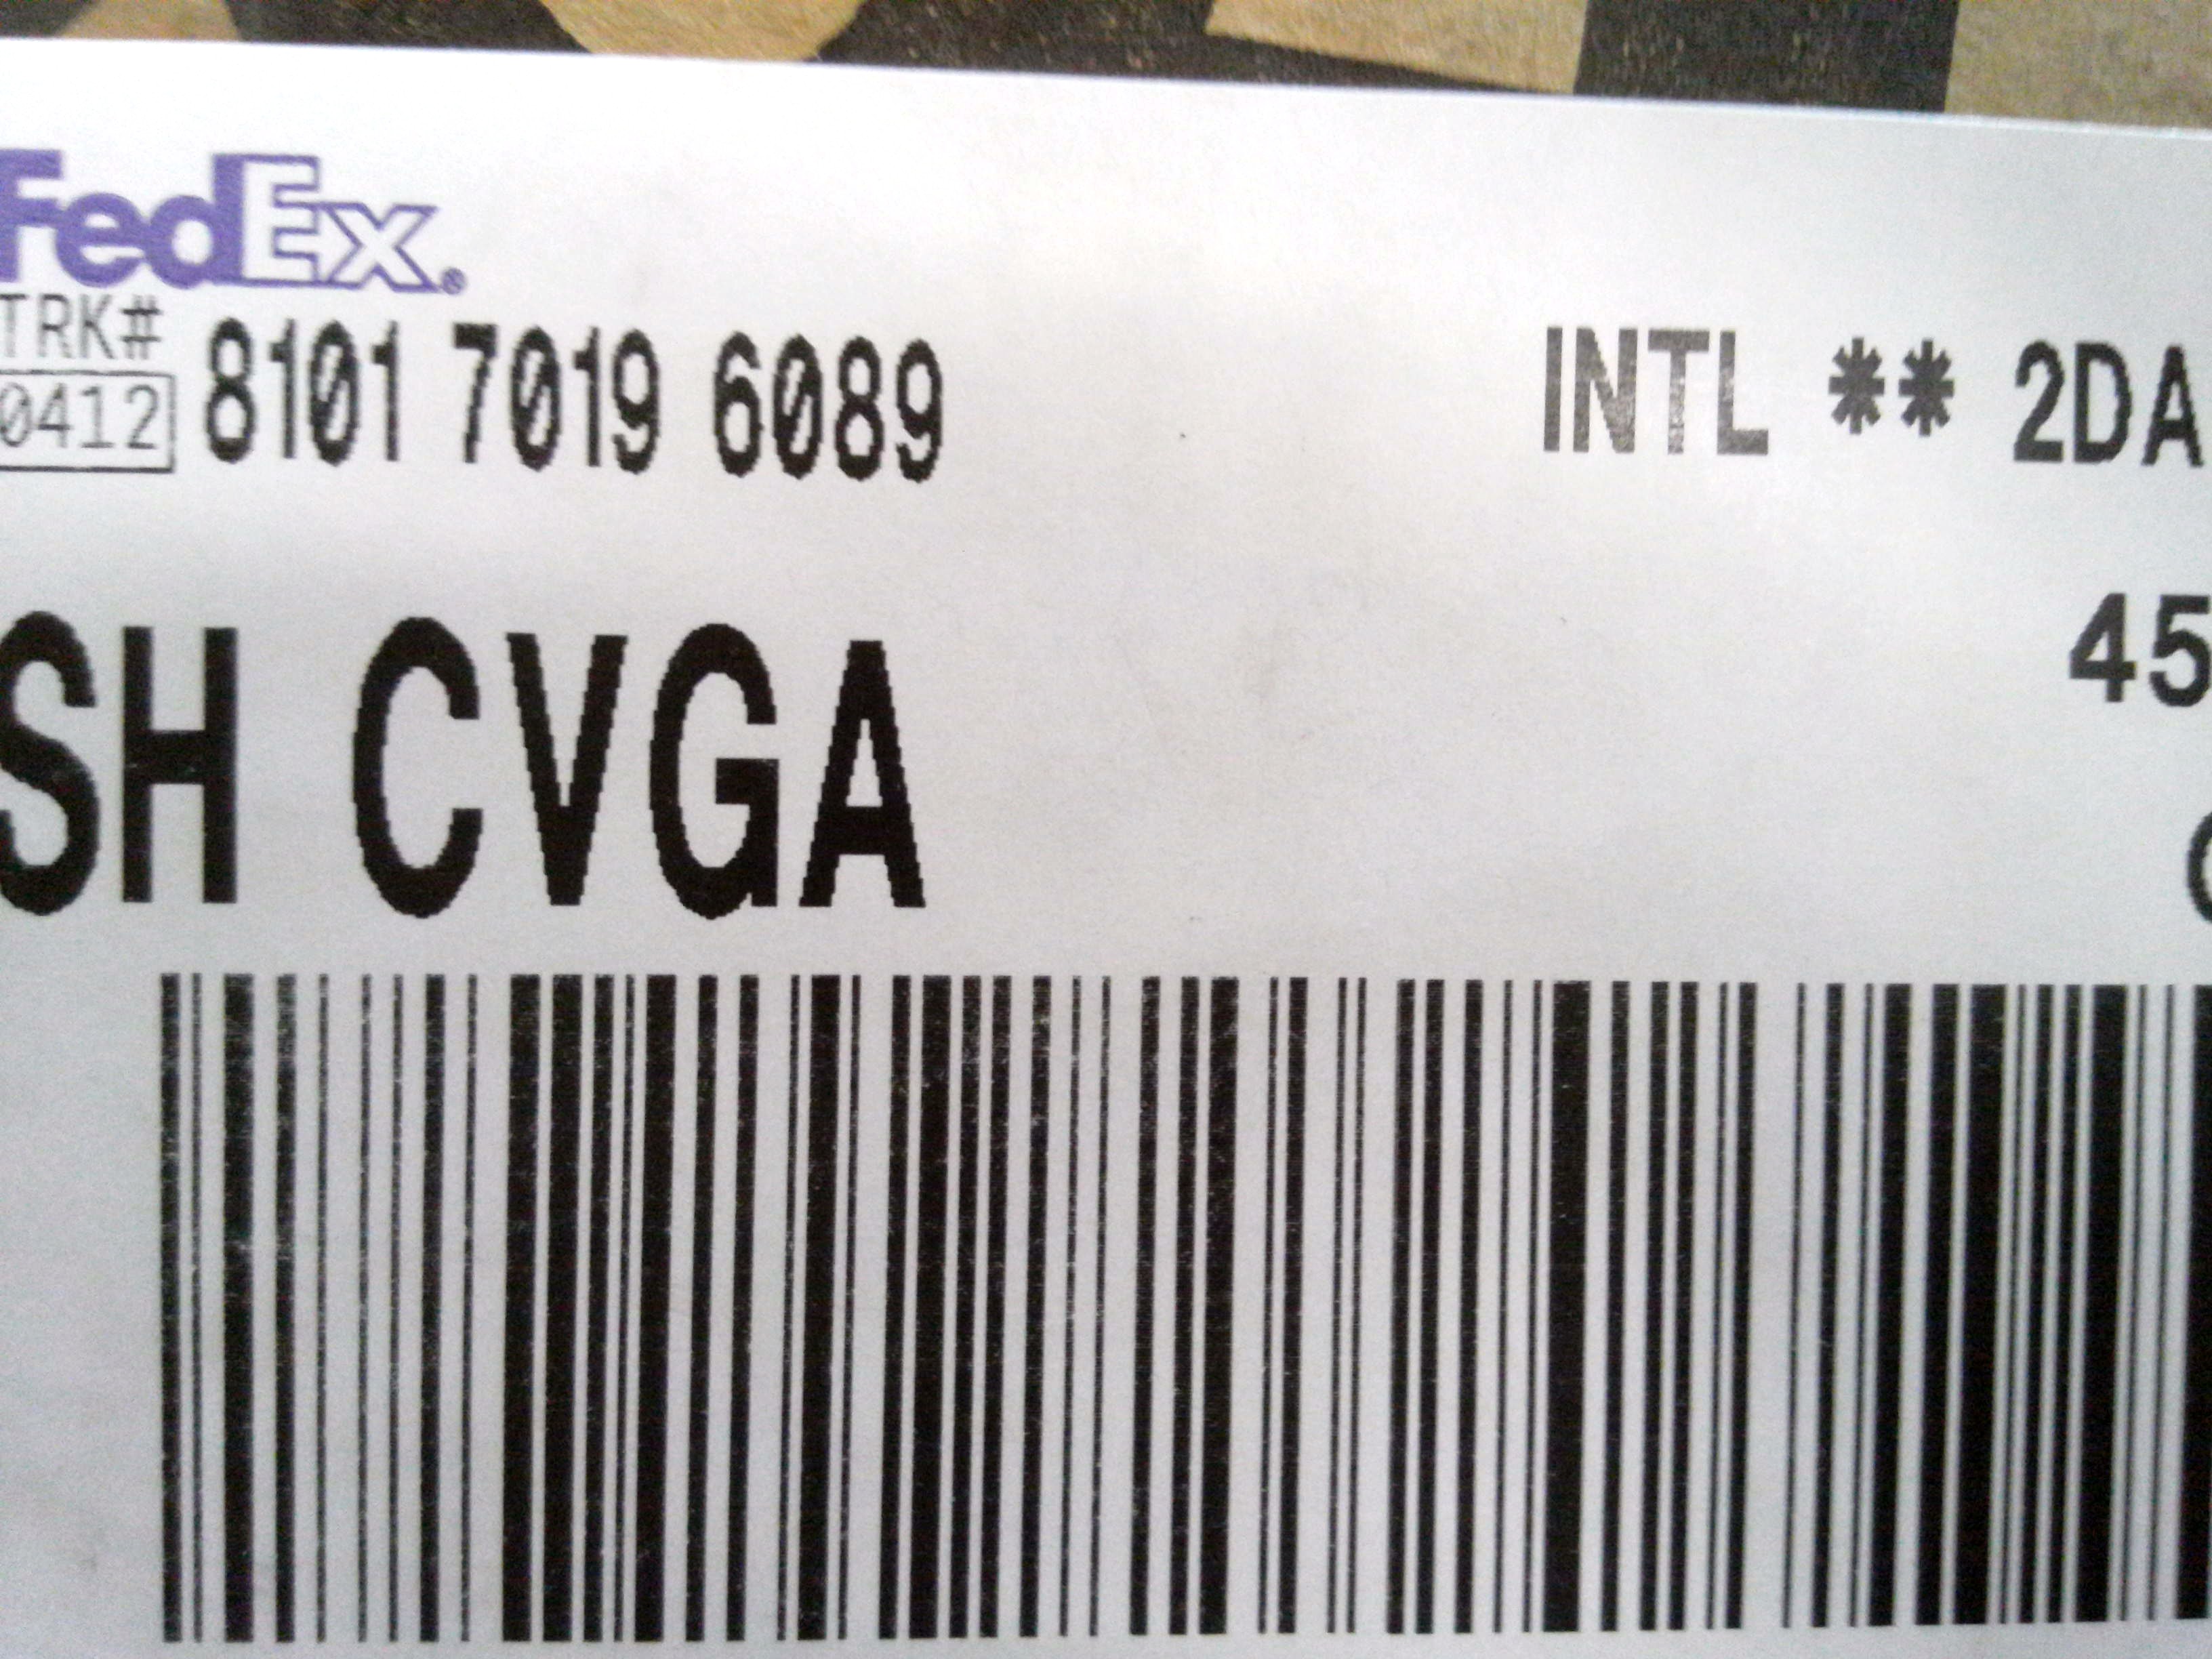 FedEx®
TRK#
0412 8101 7019 6089 INTL ** 2DA
SH CVGA 45